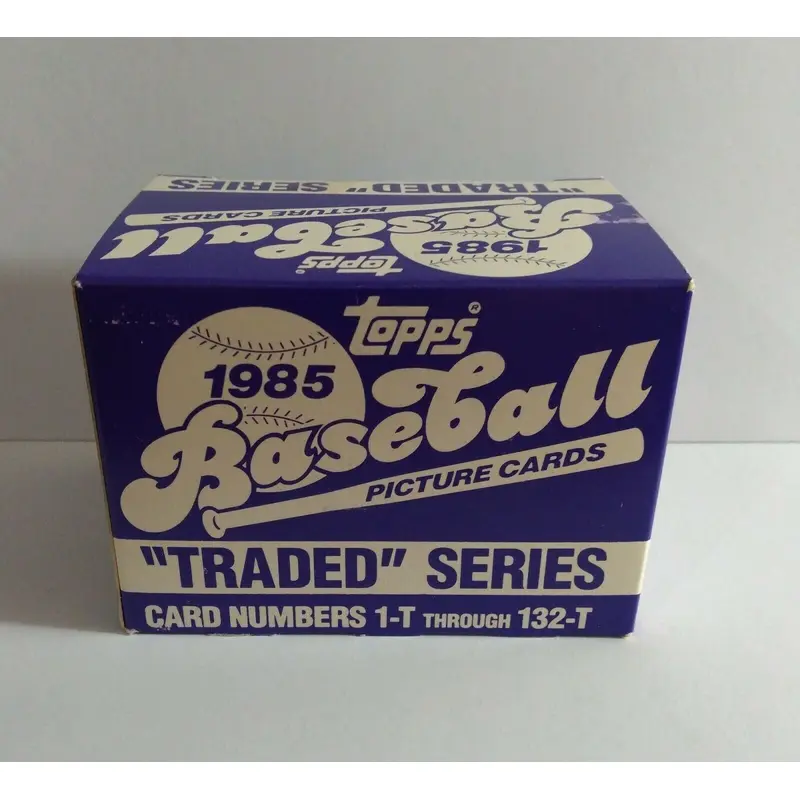 "TRADED" SERIES
PICTURE CARDS
Baseball
1985
TOPPS
TOPPS®
1985
Baseball
PICTURE CARDS
"TRADED" SERIES
CARD NUMBERS 1-T THROUGH 132-T